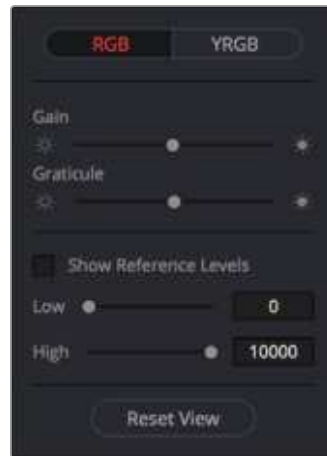 RGB YRGB
Gain
Graticule
Show Reference Levels
Low 0
High 10000
Reset View